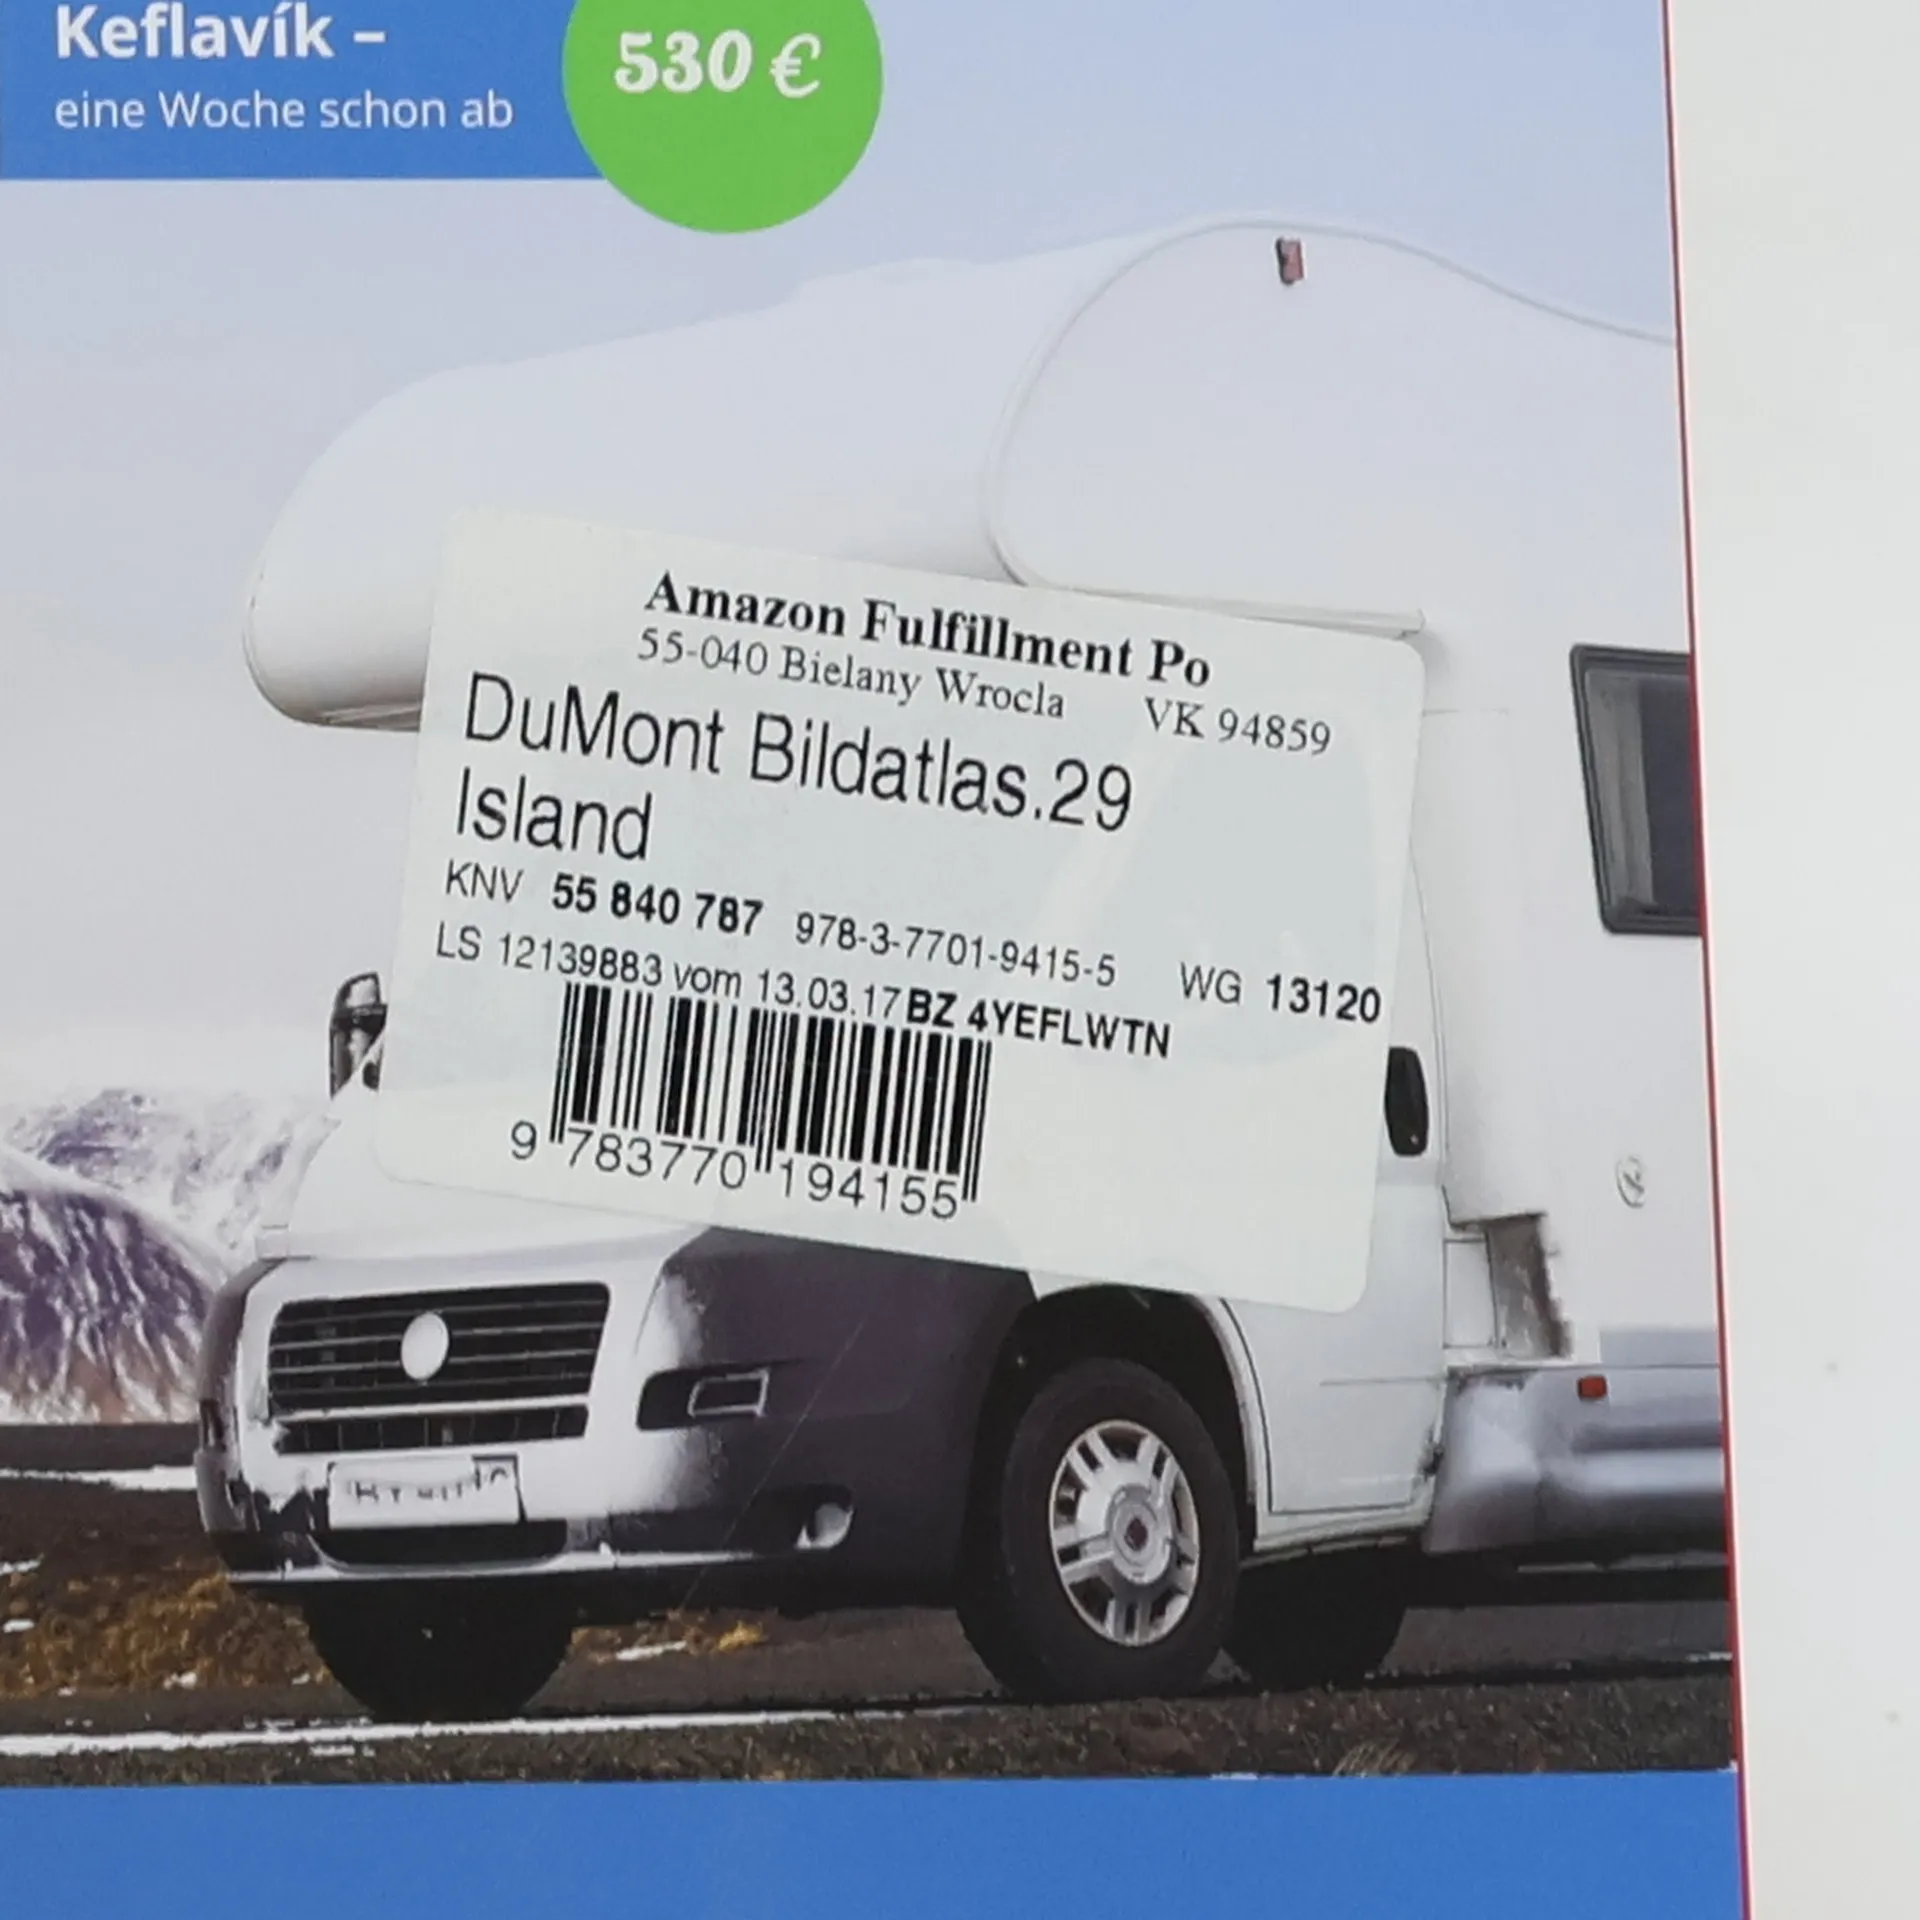 Keflavík –
eine Woche schon ab
530 €
Amazon Fulfillment Po
55-040 Bielany Wrocla VK 94859
DuMont Bildatlas.29
Island
KNV 55 840 787 978-3-7701-9415-5 WG 13120
LS 12139883 vom 13.03.17 BZ 4YEFLWTN
9 783770 194155